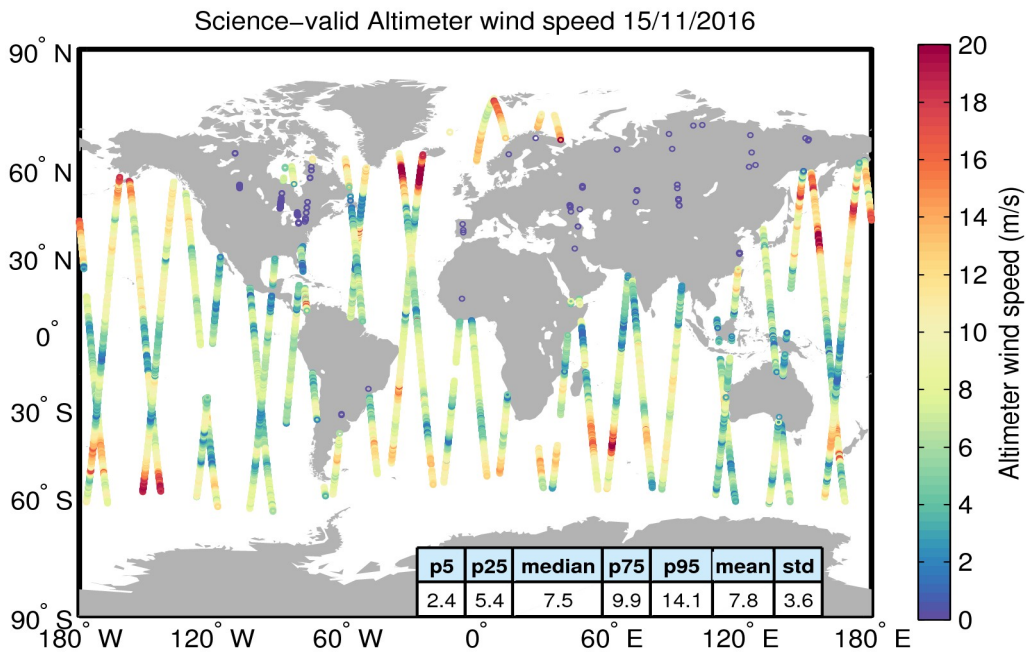 Science−valid Altimeter wind speed 15/11/2016
90° N
60° N
30° N
0°
30° S
60° S
90° S
180° W
120° W
60° W
0°
60° E
120° E
180° E
p5 p25 median p75 p95 mean std
2.4 5.4 7.5 9.9 14.1 7.8 3.6
20
18
16
14
12
10
8
6
4
2
0
Altimeter wind speed (m/s)